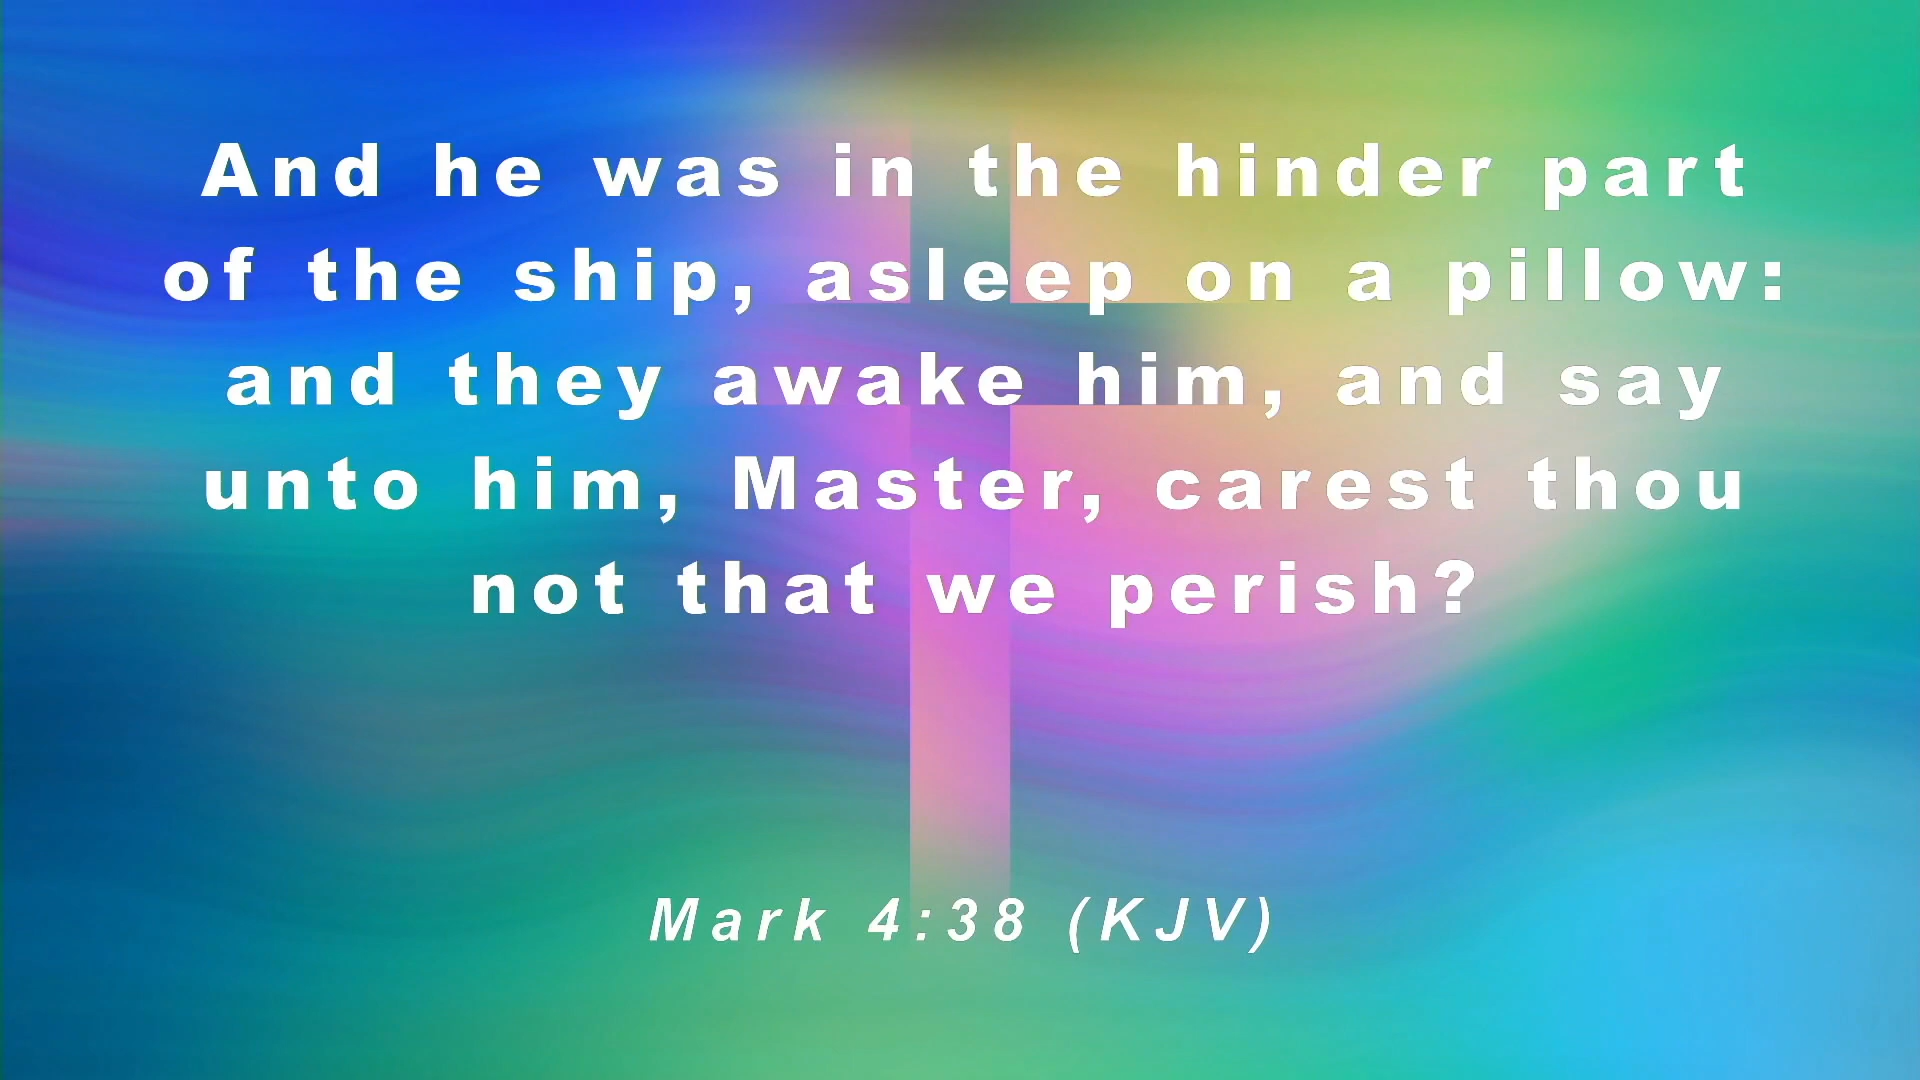 And he was in the hinder part
of the ship, asleep on a pillow:
and they awake him, and say
unto him, Master, carest thou
not that we perish?
Mark 4:38 (KJV)